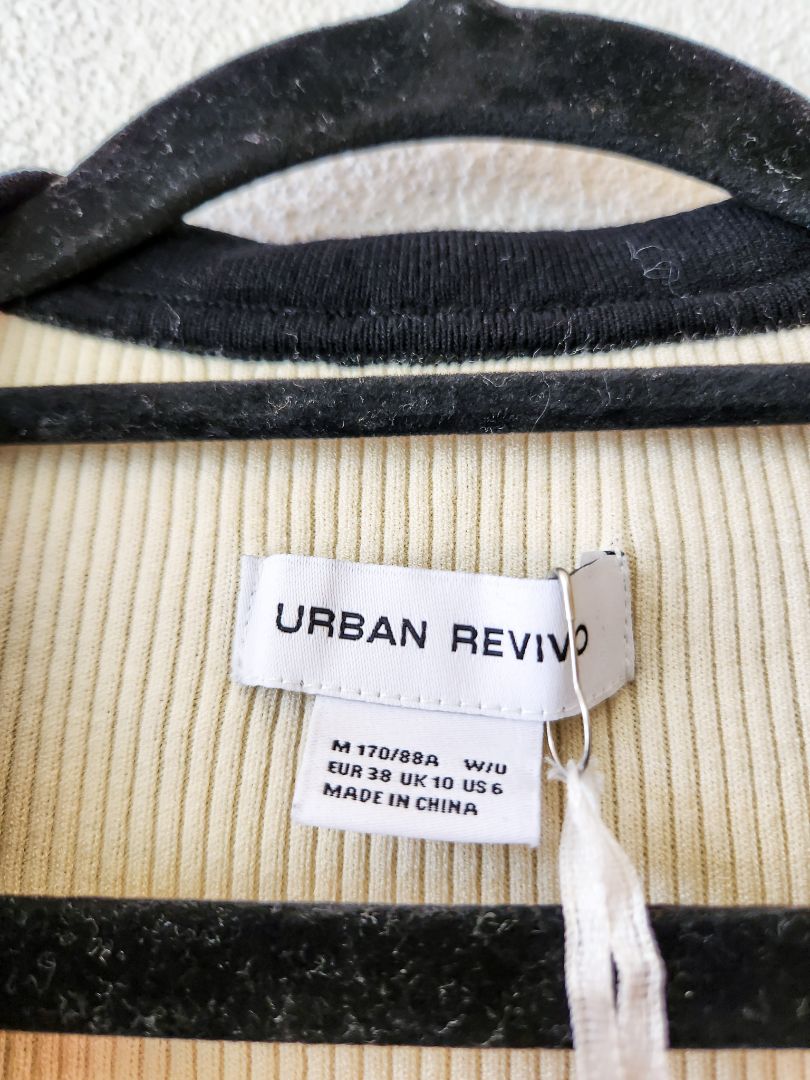 URBAN REVIVO
M 170/88A W/U
EUR 38 UK 10 US 6
MADE IN CHINA